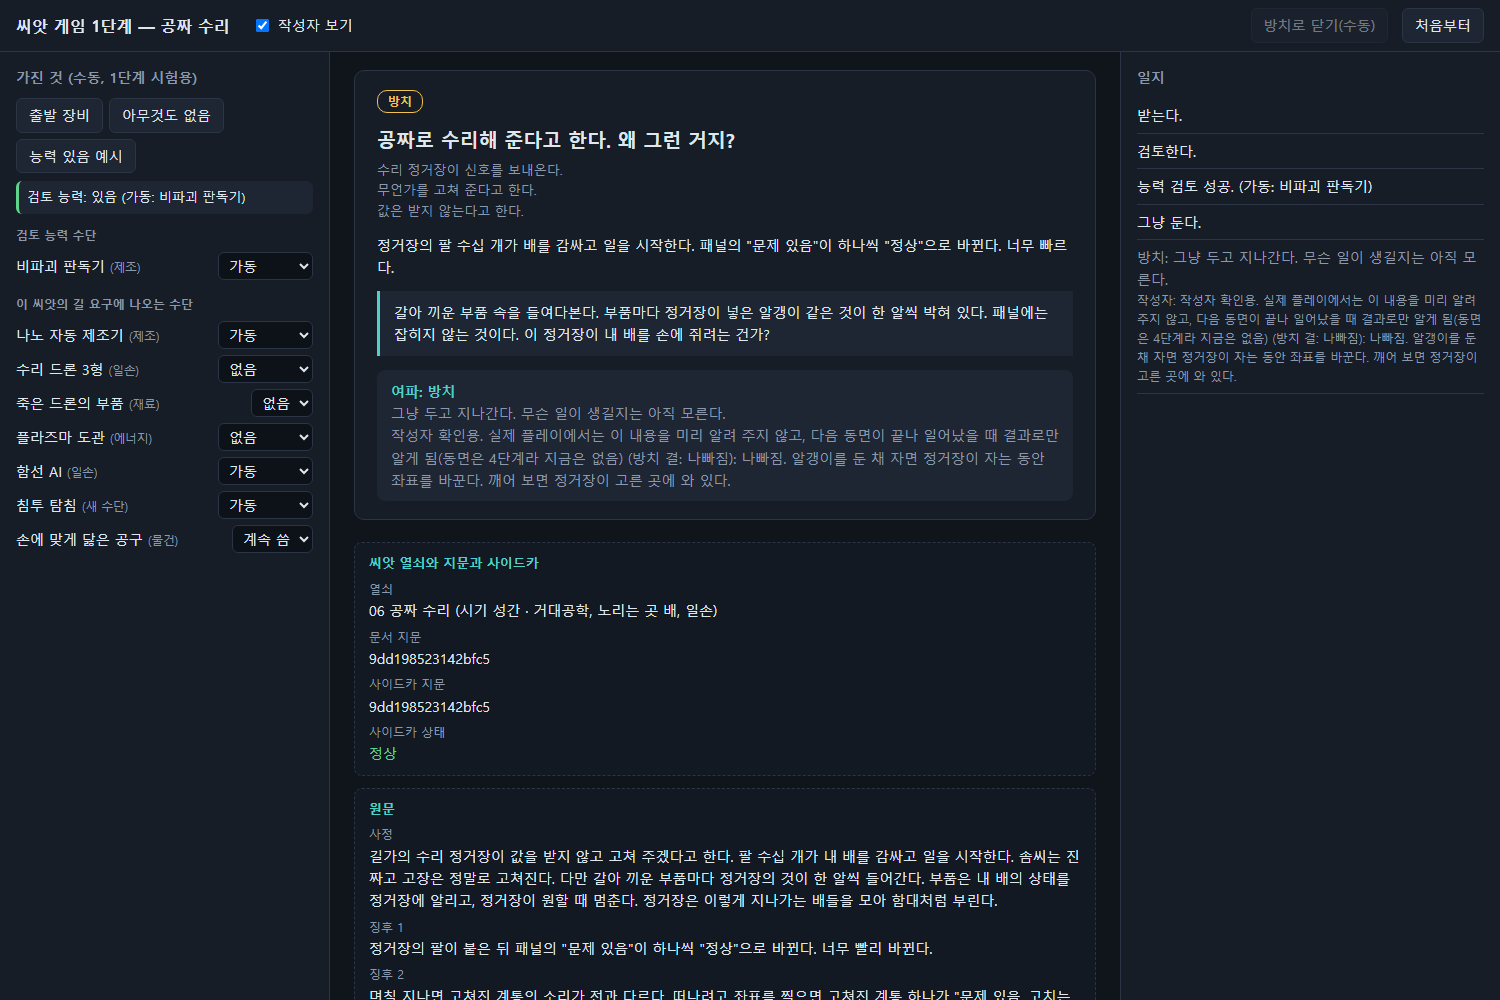 씨앗 게임 1단계 — 공짜 수리
작성자 보기
방치로 닫기(수동)
처음부터
가진 것 (수동, 1단계 시험용)
출발 장비
아무것도 없음
능력 있음 예시
검토 능력: 있음 (가동: 비파괴 판독기)
검토 능력 수단
비파괴 판독기 (제조)
가동
이 씨앗의 길 요구에 나오는 수단
나노 자동 제조기 (제조)
가동
수리 드론 3형 (일손)
없음
죽은 드론의 부품 (재료)
없음
플라즈마 도관 (에너지)
없음
함선 AI (일손)
가동
침투 탐침 (새 수단)
가동
손에 맞게 닳은 공구 (물건)
계속 씀
방치
공짜로 수리해 준다고 한다. 왜 그런 거지?
수리 정거장이 신호를 보내온다.
무언가를 고쳐 준다고 한다.
값은 받지 않는다고 한다.
정거장의 팔 수십 개가 배를 감싸고 일을 시작한다. 패널의 "문제 있음"이 하나씩 "정상"으로 바뀐다. 너무 빠르
다.
갈아 끼운 부품 속을 들여다본다. 부품마다 정거장이 넣은 알갱이 같은 것이 한 알씩 박혀 있다. 패널에는
잡히지 않는 것이다. 이 정거장이 내 배를 손에 쥐려는 건가?
여파: 방치
그냥 두고 지나간다. 무슨 일이 생길지는 아직 모른다.
작성자 확인용. 실제 플레이에서는 이 내용을 미리 알려 주지 않고, 다음 동면이 끝나 일어났을 때 결과로만
알게 됨(동면은 4단계라 지금은 없음) (방치 결: 나빠짐): 나빠짐. 알갱이를 둔 채 자면 정거장이 자는 동안
좌표를 바꾼다. 깨어 보면 정거장이 고른 곳에 와 있다.
씨앗 열쇠와 지문과 사이드카
열쇠
06 공짜 수리 (시기 성간 · 거대공학, 노리는 곳 배, 일손)
문서 지문
9dd198523142bfc5
사이드카 지문
9dd198523142bfc5
사이드카 상태
정상
원문
사정
길가의 수리 정거장이 값을 받지 않고 고쳐 주겠다고 한다. 팔 수십 개가 내 배를 감싸고 일을 시작한다. 솜씨는 진
짜고 고장은 정말로 고쳐진다. 다만 갈아 끼운 부품마다 정거장의 것이 한 알씩 들어간다. 부품은 내 배의 상태를
정거장에 알리고, 정거장이 원할 때 멈춘다. 정거장은 이렇게 지나가는 배들을 모아 함대처럼 부린다.
징후 1
정거장의 팔이 붙은 뒤 패널의 "문제 있음"이 하나씩 "정상"으로 바뀐다. 너무 빨리 바뀐다.
징후 2
며칠 지나면 고쳐진 계통의 소리가 전과 다르다. 떠나려고 좌표를 찍으면 고쳐진 계통 하나가 "문제 있음. 고치는
일지
받는다.
검토한다.
능력 검토 성공. (가동: 비파괴 판독기)
그냥 둔다.
방치: 그냥 두고 지나간다. 무슨 일이 생길지는 아직 모
른다.
작성자: 작성자 확인용. 실제 플레이에서는 이 내용을 미리 알려
주지 않고, 다음 동면이 끝나 일어났을 때 결과로만 알게 됨(동면
은 4단계라 지금은 없음) (방치 결: 나빠짐): 나빠짐. 알갱이를 둔
채 자면 정거장이 자는 동안 좌표를 바꾼다. 깨어 보면 정거장이
고른 곳에 와 있다.